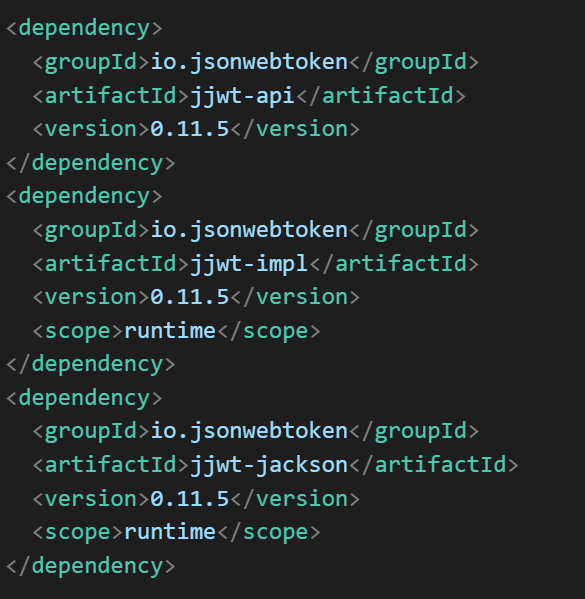 <dependency>
  <groupId>io.jsonwebtoken</groupId>
  <artifactId>jjwt-api</artifactId>
  <version>0.11.5</version>
</dependency>
<dependency>
  <groupId>io.jsonwebtoken</groupId>
  <artifactId>jjwt-impl</artifactId>
  <version>0.11.5</version>
  <scope>runtime</scope>
</dependency>
<dependency>
  <groupId>io.jsonwebtoken</groupId>
  <artifactId>jjwt-jackson</artifactId>
  <version>0.11.5</version>
  <scope>runtime</scope>
</dependency>